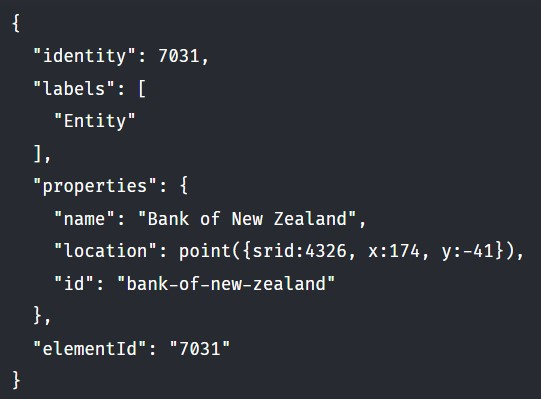 {
  "identity": 7031,
  "labels": [
    "Entity"
  ],
  "properties": {
    "name": "Bank of New Zealand",
    "location": point({srid:4326, x:174, y:-41}),
    "id": "bank-of-new-zealand"
  },
  "elementId": "7031"
}